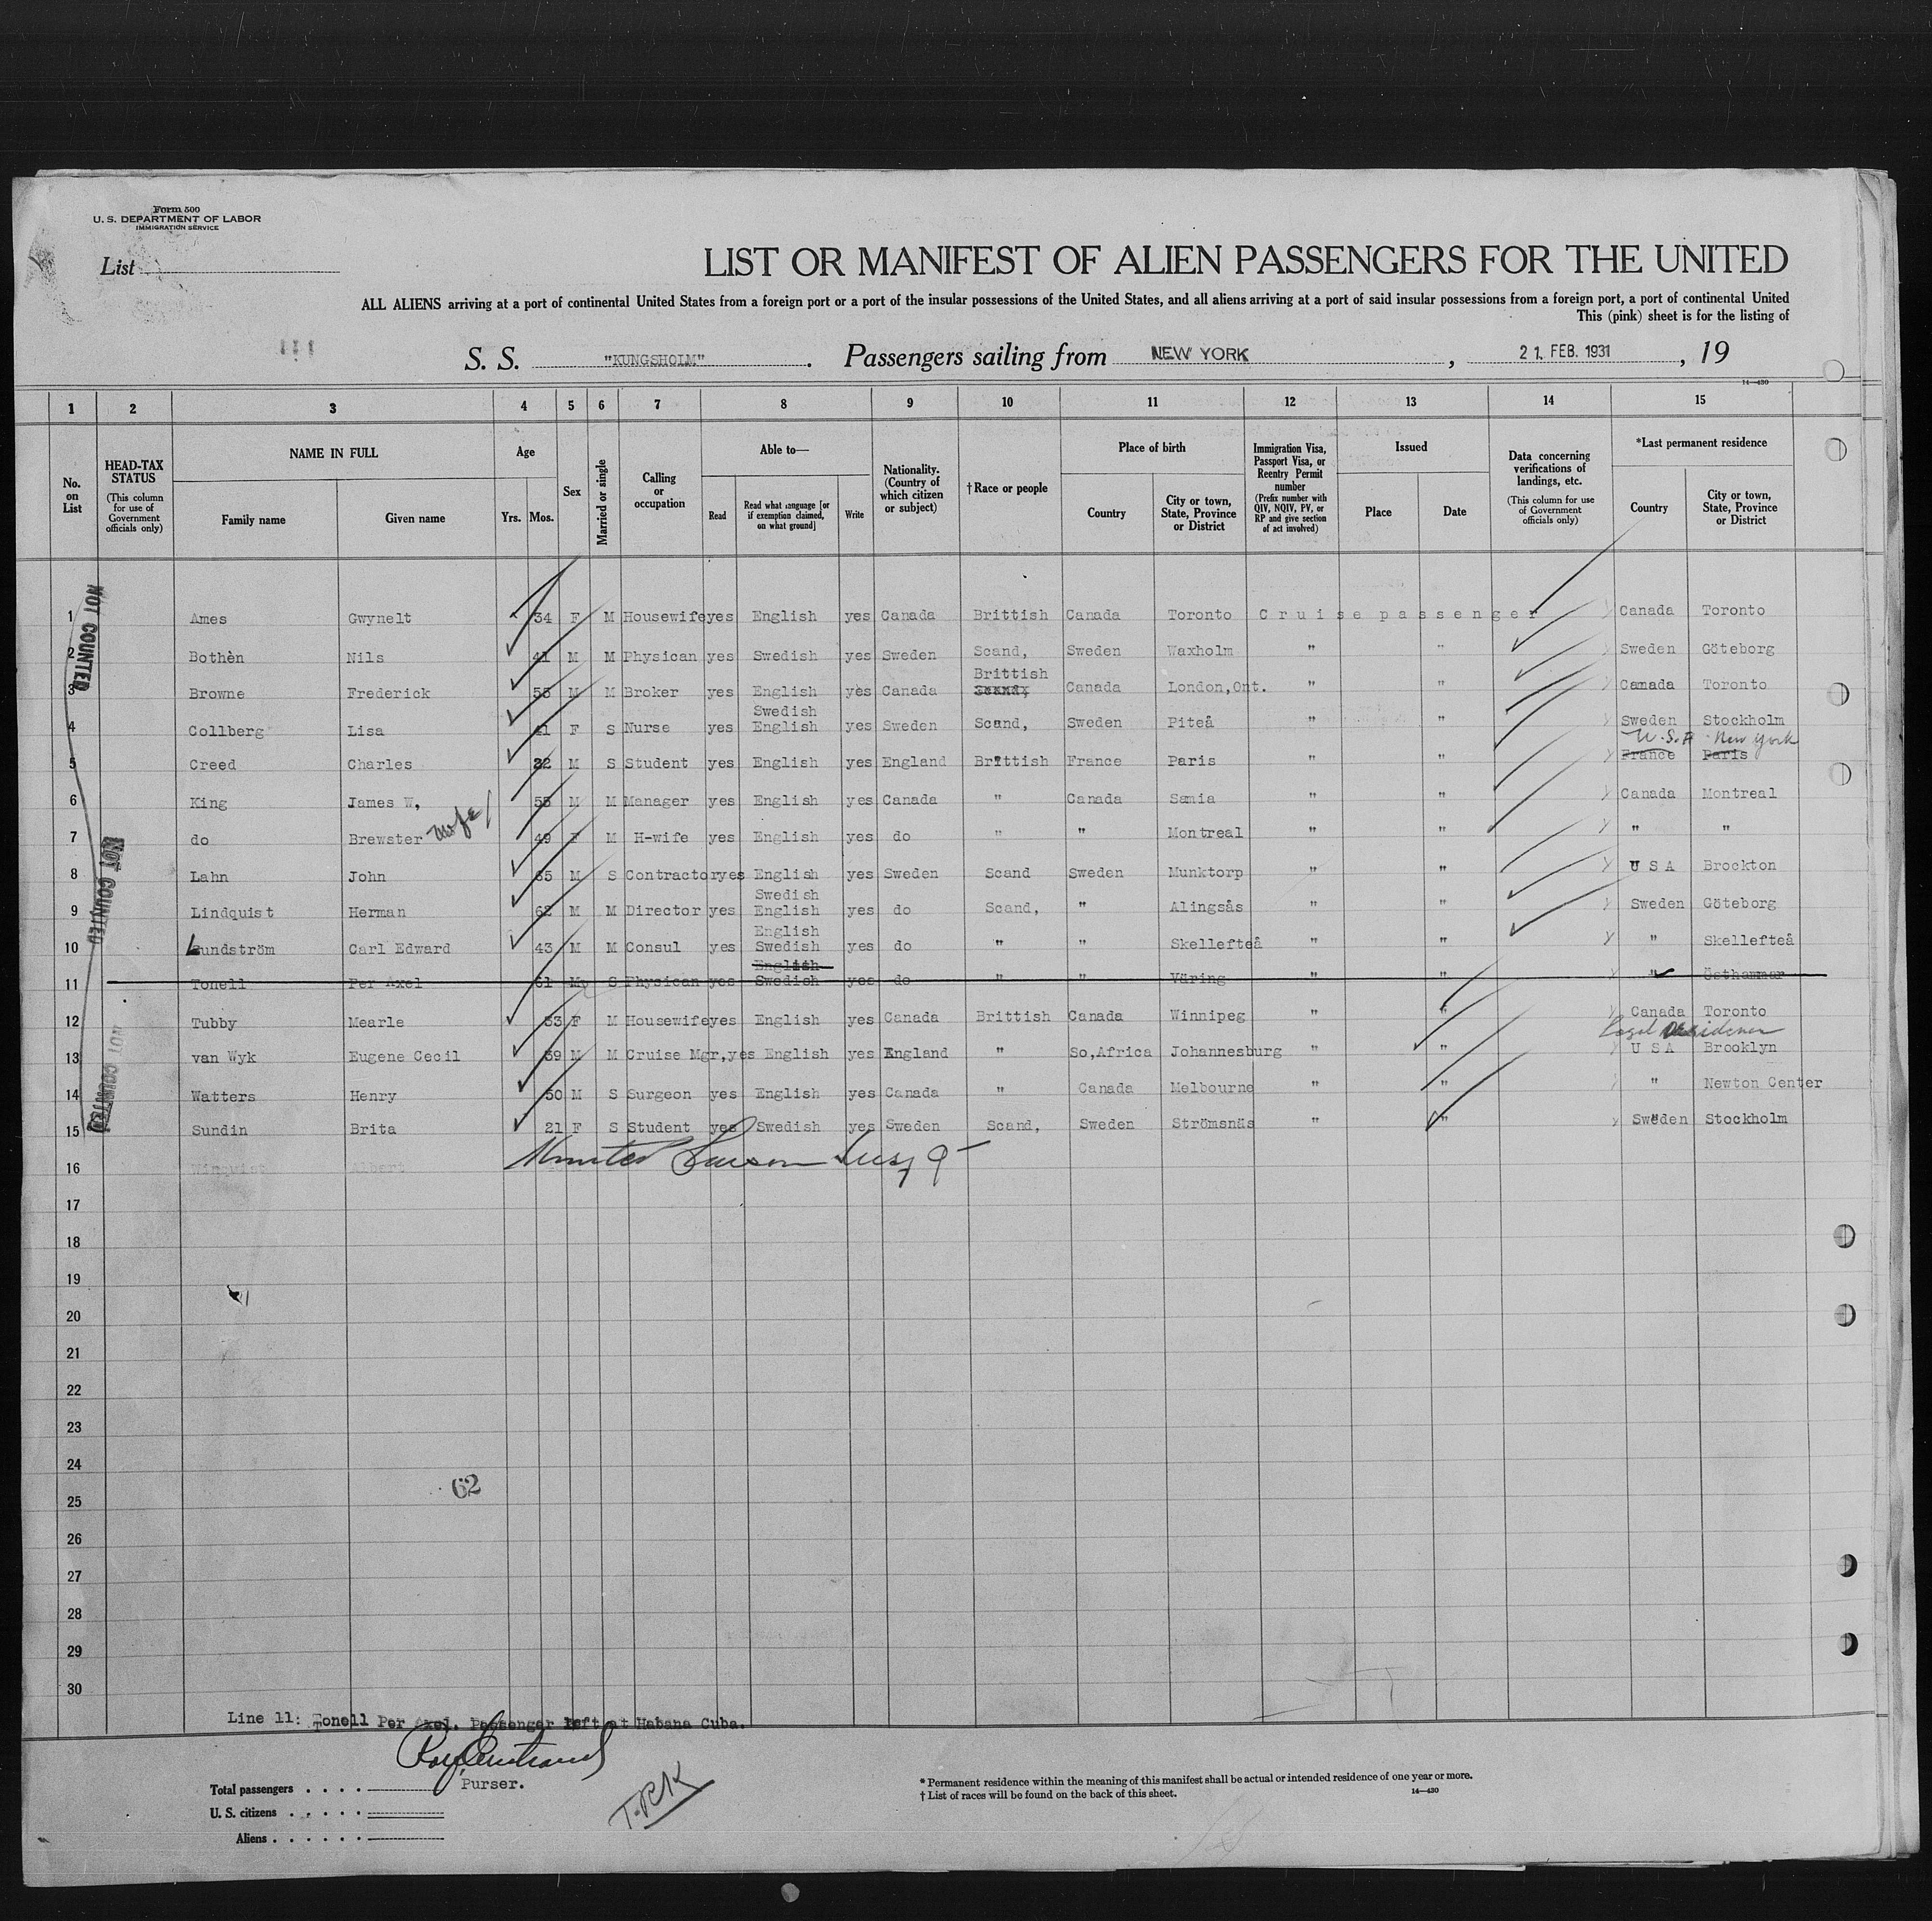 Form 500
U. S. DEPARTMENT OF LABOR
IMMIGRATION SERVICE
List
LIST OR MANIFEST OF ALIEN PASSENGERS FOR THE UNITED
ALL ALIENS arriving at a port of continental United States from a foreign port or a port of the insular possessions of the United States, and all aliens arriving at a port of said insular possessions from a foreign port, a port of continental United
This (pink) sheet is for the listing of
S. S. "KUNGSHOLM". Passengers sailing from NEW YORK, 21. FEB. 1931, 19
14—430
1 2 3 4 5 6 7 8 9 10 11 12 13 14 15
No. on List
HEAD-TAX STATUS
(This column for use of Government officials only)
NAME IN FULL
Family name Given name
Age
Yrs. Mos.
Sex
Married or single
Calling or occupation
Able to—
Read Read what language [or if exemption claimed, on what ground] Write
Nationality. (Country of which citizen or subject)
†Race or people
Place of birth
Country City or town, State, Province or District
Immigration Visa, Passport Visa, or Reentry Permit number
(Prefix number with QIV, NQIV, PV, or RP and give section of act involved)
Issued
Place Date
Data concerning verifications of landings, etc.
(This column for use of Government officials only)
*Last permanent residence
Country City or town, State, Province or District
NOT COUNTED
NOT COUNTED
NOT COUNTED
1 Ames Gwynelt 34 F M Housewife yes English yes Canada Brittish Canada Toronto Cruise passenger Canada Toronto
2 Bothèn Nils 41 M M Physican yes Swedish yes Sweden Scand, Sweden Waxholm " " Sweden Göteborg
Brittish
3 Browne Frederick 55 M M Broker yes English yes Canada Scand, Canada London,Ont. " " Canada Toronto
Swedish
4 Collberg Lisa 41 F S Nurse yes English yes Sweden Scand, Sweden Piteå " " Sweden Stockholm
U.S.A New York
5 Creed Charles 22 M S Student yes English yes England Brittish France Paris " " France Paris
6 King James W, 55 M M Manager yes English yes Canada " Canada Sania " " Canada Montreal
7 do Brewster wife 49 F M H-wife yes English yes do " " Montreal " " " "
8 Lahn John 65 M S Contractor yes English yes Sweden Scand Sweden Munktorp " " U S A Brockton
Swedish
9 Lindquist Herman 62 M M Director yes English yes do Scand, " Alingsås " " Sweden Göteborg
English
10 Lundström Carl Edward 43 M M Consul yes Swedish yes do " " Skellefteå " " " Skellefteå
English
11 Tonell Per Axel 61 M S Physican yes Swedish yes do " " Väring " " " Östhammar
12 Tubby Mearle 53 F M Housewife yes English yes Canada Brittish Canada Winnipeg " " Canada Toronto
Legal Residence
13 van Wyk Eugene Cecil 39 M M Cruise Mgr, yes English yes England " So,Africa Johannesburg " " U S A Brooklyn
14 Watters Henry 50 M S Surgeon yes English yes Canada " Canada Melbourne " " " Newton Center
15 Sundin Brita 21 F S Student yes Swedish yes Sweden Scand, Sweden Strömsnäs " " Sweden Stockholm
16 Winquist Albert
17
18
19
20
21
22
23
24
25
62
26
27
28
29
30
Line 11: Tonell Per Axel. Passenger left at Habana Cuba.
Purser.
Total passengers
U. S. citizens
Aliens
T.R.K
* Permanent residence within the meaning of this manifest shall be actual or intended residence of one year or more.
† List of races will be found on the back of this sheet.
14—430